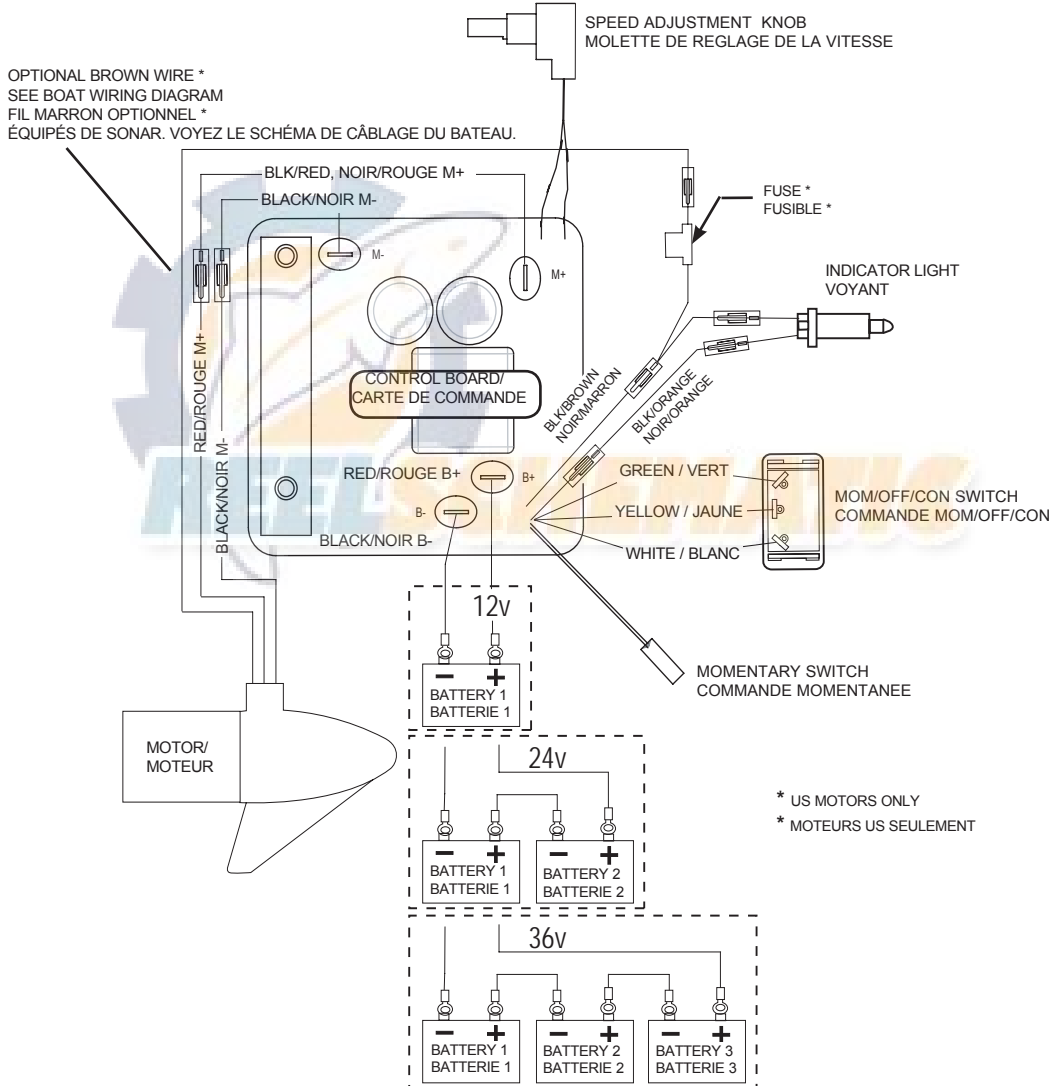 SPEED ADJUSTMENT KNOB
MOLETTE DE REGLAGE DE LA VITESSE
OPTIONAL BROWN WIRE *
SEE BOAT WIRING DIAGRAM
FIL MARRON OPTIONNEL *
ÉQUIPÉS DE SONAR. VOYEZ LE SCHÉMA DE CÂBLAGE DU BATEAU.
BLK/RED, NOIR/ROUGE M+
BLACK/NOIR M-
FUSE *
FUSIBLE *
M-
M+
INDICATOR LIGHT
VOYANT
RED/ROUGE M+
BLACK/NOIR M-
CONTROL BOARD/
CARTE DE COMMANDE
BLK/BROWN
NOIR/MARRON
BLK/ORANGE
NOIR/ORANGE
REEL SCHEMATIC
RED/ROUGE B+
B+
GREEN / VERT
YELLOW / JAUNE
WHITE / BLANC
MOM/OFF/CON SWITCH
COMMANDE MOM/OFF/CON
B-
BLACK/NOIR B-
12v
BATTERY 1
BATTERIE 1
MOMENTARY SWITCH
COMMANDE MOMENTANEE
MOTOR/
MOTEUR
24v
BATTERY 1
BATTERIE 1
BATTERY 2
BATTERIE 2
* US MOTORS ONLY
* MOTEURS US SEULEMENT
36v
BATTERY 1
BATTERIE 1
BATTERY 2
BATTERIE 2
BATTERY 3
BATTERIE 3